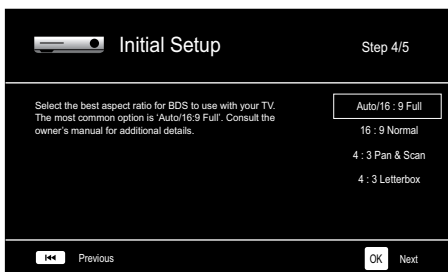 Initial Setup
Step 4/5
Select the best aspect ratio for BDS to use with your TV.
The most common option is ‘Auto/16:9 Full’. Consult the
owner’s manual for additional details.
Auto/16 : 9 Full
16 : 9 Normal
4 : 3 Pan & Scan
4 : 3 Letterbox
Previous
OK
Next